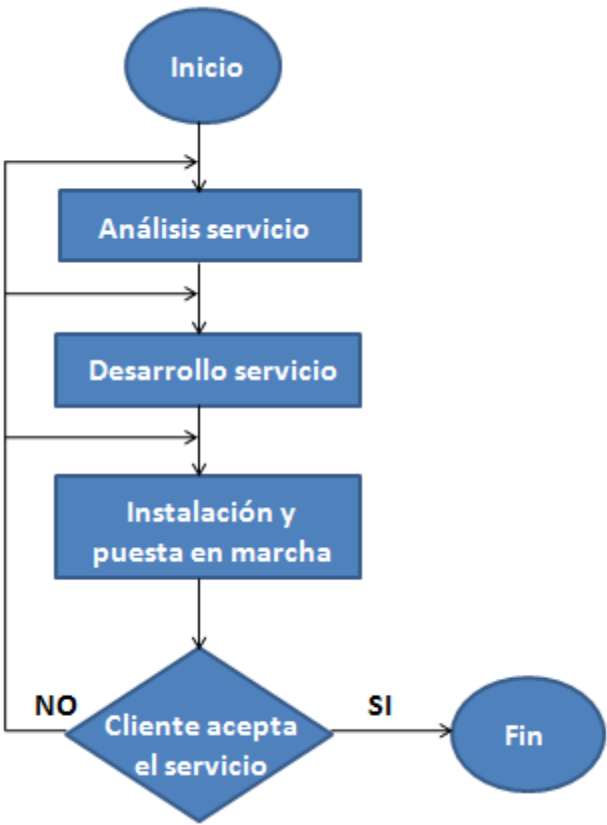 Inicio
Análisis servicio
Desarrollo servicio
Instalación y
puesta en marcha
NO
SI
Cliente acepta
el servicio
Fin